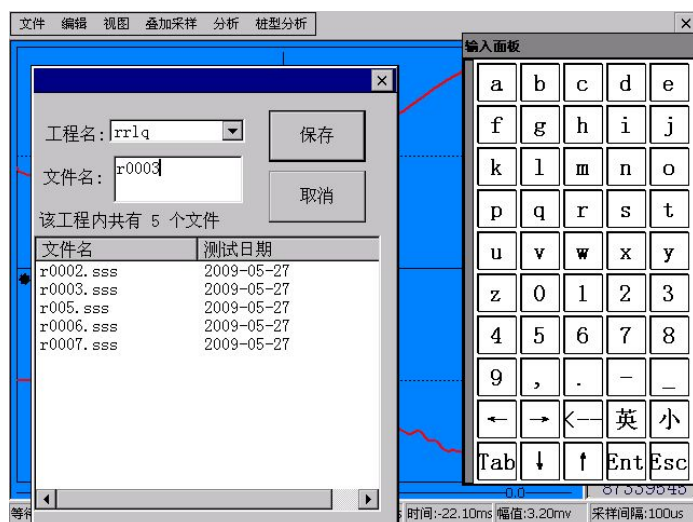 文件 编辑 视图 叠加采样 分析 桩型分析
输入面板
工程名: rrlq
保存
文件名: r0003
取消
该工程内共有 5 个文件
文件名 测试日期
r0002.sss 2009-05-27
r0003.sss 2009-05-27
r005.sss 2009-05-27
r0006.sss 2009-05-27
r0007.sss 2009-05-27
a b c d e
f g h i j
k l m n o
p q r s t
u v w x y
z 0 1 2 3
4 5 6 7 8
9 , . - _
← → <-- 英 小
Tab ↓ ↑ Ent Esc
0.0
时间:-22.10ms 幅值:3.20mv 采样间隔:100us